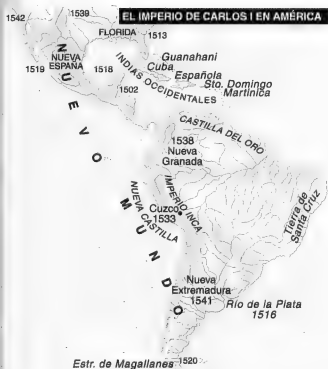 EL IMPERIO DE CARLOS I EN AMÉRICA
1542
1539
FLORIDA
1513
NUEVA
ESPAÑA
1519
1518
INDIAS OCCIDENTALES
Guanahani
Cuba
Española
Sto. Domingo
Martinica
1502
NUEVO MUNDO
CASTILLA DEL ORO
1538
Nueva
Granada
IMPERIO INCA
Cuzco
1533
NUEVA CASTILLA
Tierra de
Santa Cruz
Nueva
Extremadura
1541
Río de la Plata
1516
Estr. de Magallanes
1520